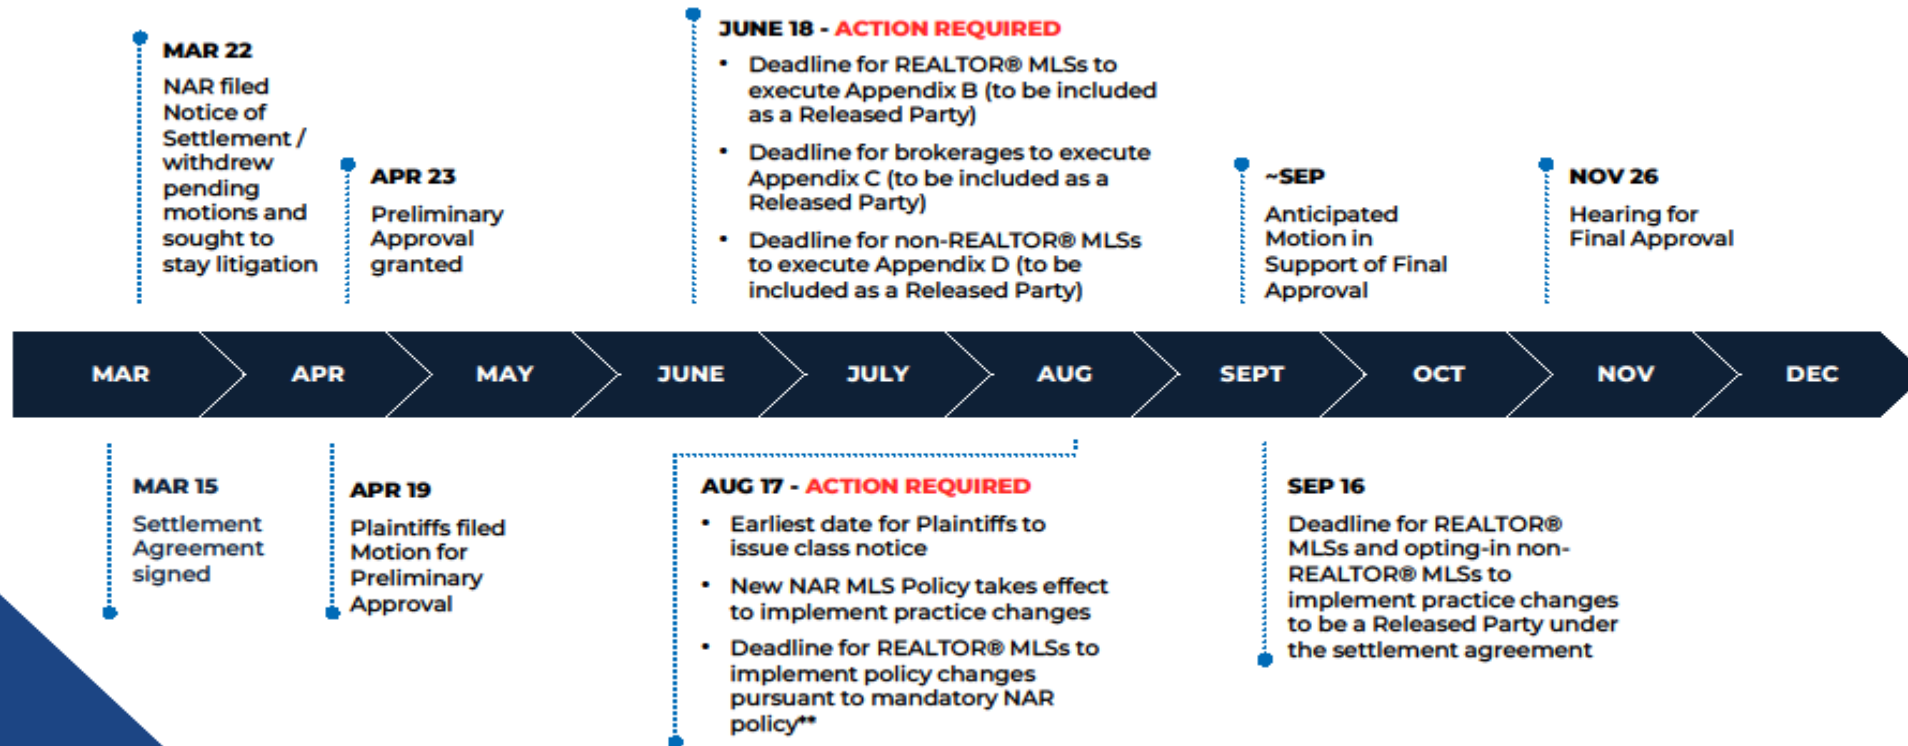 MAR 22
NAR filed
Notice of
Settlement /
withdrew
pending
motions and
sought to
stay litigation
APR 23
Preliminary
Approval
granted
JUNE 18 - ACTION REQUIRED
• Deadline for REALTOR® MLSs to
execute Appendix B (to be included
as a Released Party)
• Deadline for brokerages to execute
Appendix C (to be included as a
Released Party)
• Deadline for non-REALTOR® MLSs
to execute Appendix D (to be
included as a Released Party)
~SEP
Anticipated
Motion in
Support of Final
Approval
NOV 26
Hearing for
Final Approval
MAR
APR
MAY
JUNE
JULY
AUG
SEPT
OCT
NOV
DEC
MAR 15
Settlement
Agreement
signed
APR 19
Plaintiffs filed
Motion for
Preliminary
Approval
AUG 17 - ACTION REQUIRED
• Earliest date for Plaintiffs to
issue class notice
• New NAR MLS Policy takes effect
to implement practice changes
• Deadline for REALTOR® MLSs to
implement policy changes
pursuant to mandatory NAR
policy**
SEP 16
Deadline for REALTOR®
MLSs and opting-in non-
REALTOR® MLSs to
implement practice changes
to be a Released Party under
the settlement agreement